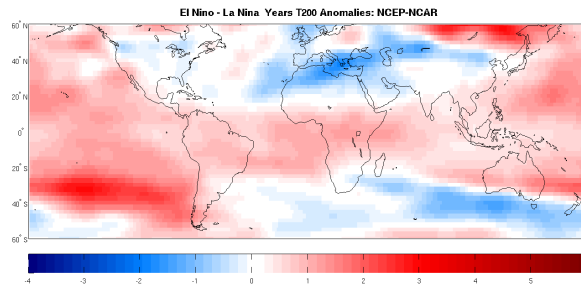 El Nino - La Nina  Years T200 Anomalies: NCEP-NCAR
60° N
40° N
20° N
0°
20° S
40° S
60° S
-4 -3 -2 -1 0 1 2 3 4 5